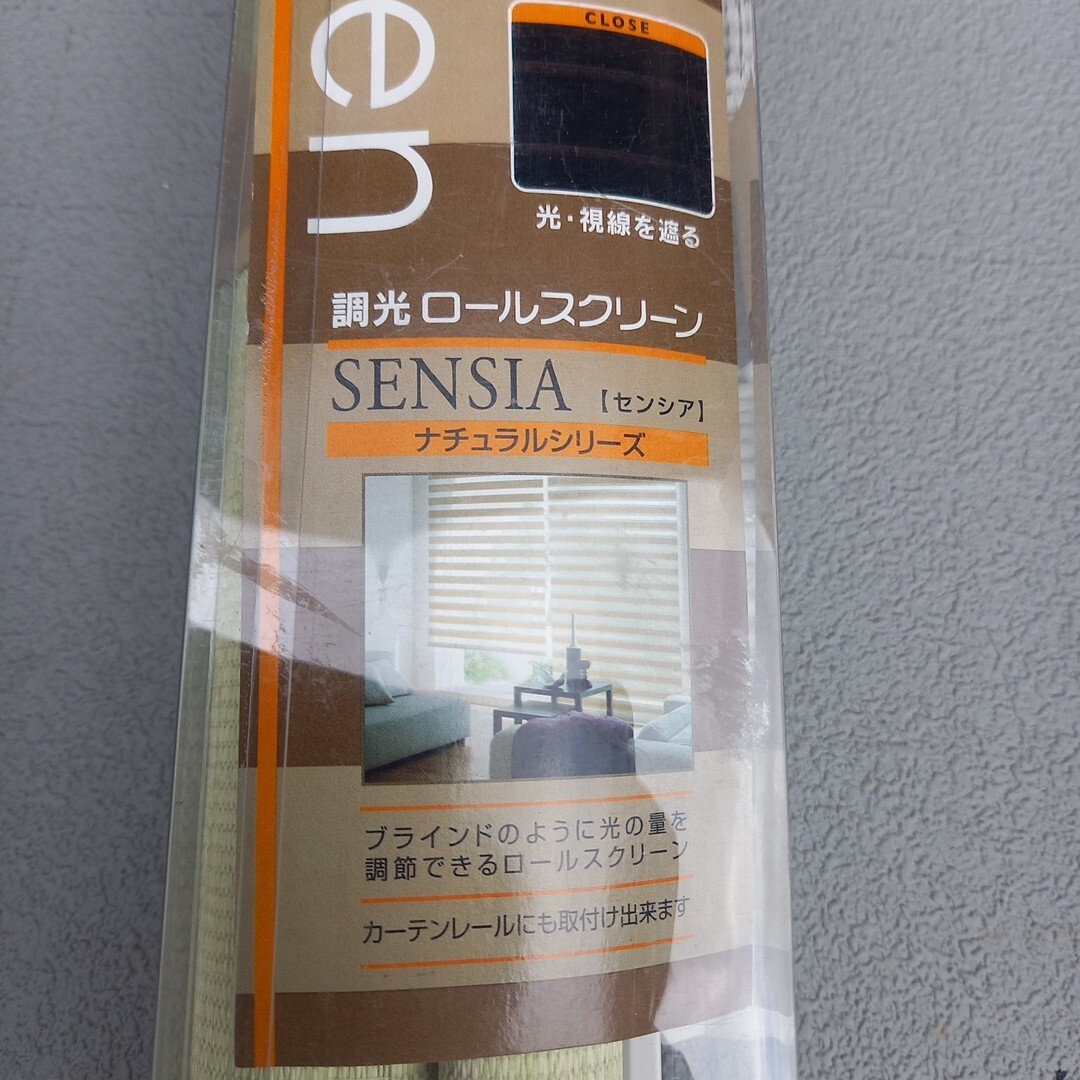 en
CLOSE
光・視線を遮る
調光 ロールスクリーン
SENSIA 【センシア】
ナチュラルシリーズ
ブラインドのように光の量を
調節できるロールスクリーン
カーテンレールにも取付け出来ます